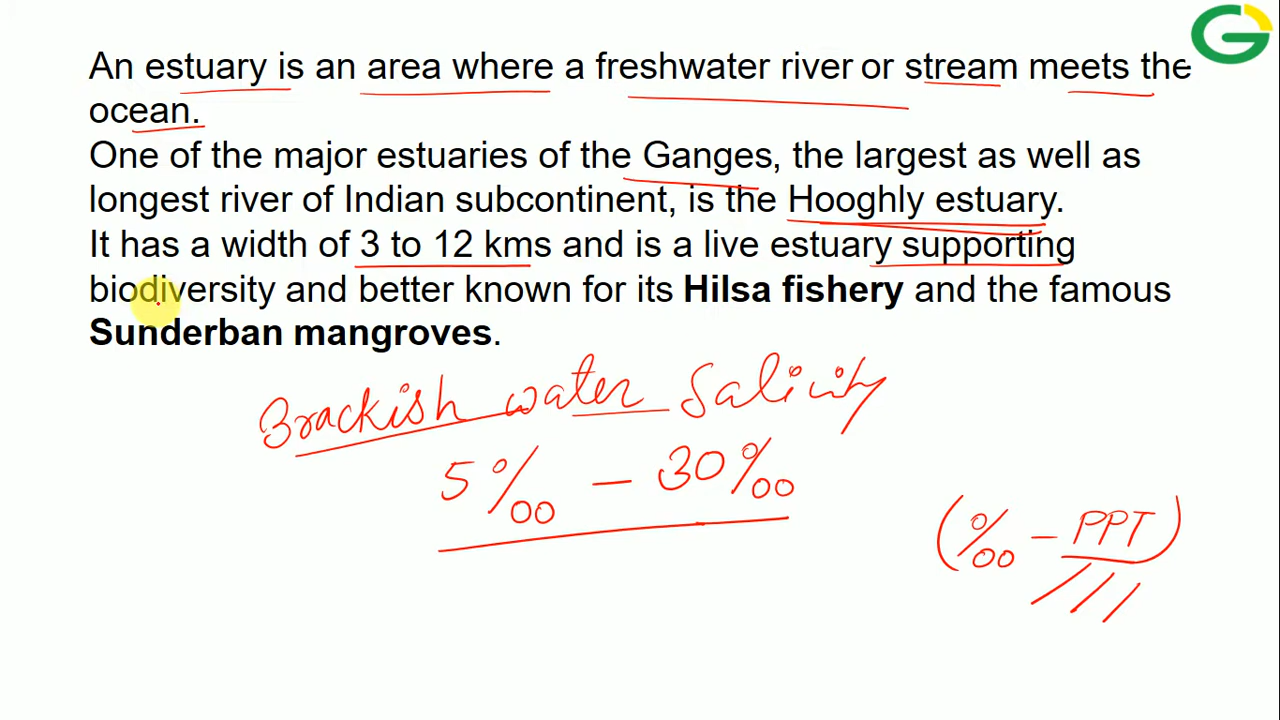 An estuary is an area where a freshwater river or stream meets the
ocean.
One of the major estuaries of the Ganges, the largest as well as
longest river of Indian subcontinent, is the Hooghly estuary.
It has a width of 3 to 12 kms and is a live estuary supporting
biodiversity and better known for its Hilsa fishery and the famous
Sunderban mangroves.
Brackish water Salinity
5‰ – 30‰
(‰ – PPT)